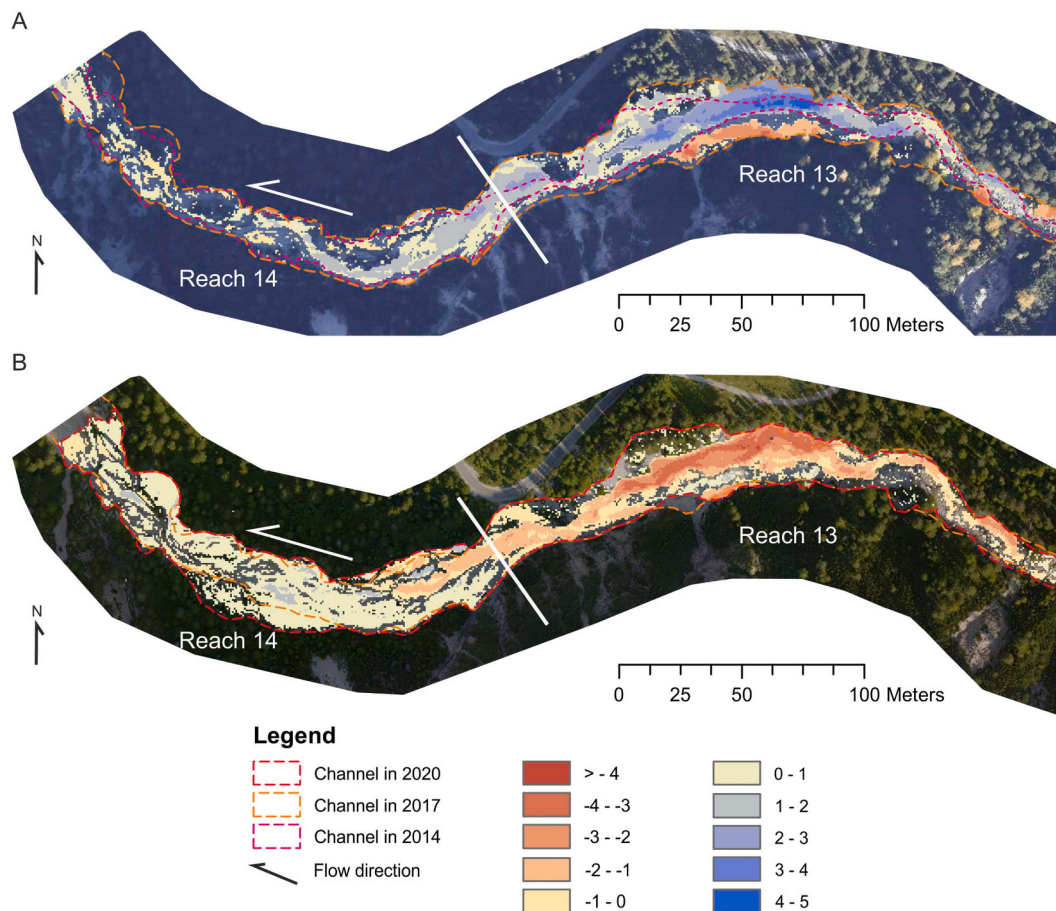 A
N
Reach 14
Reach 13
0 25 50 100 Meters
B
N
Reach 14
Reach 13
0 25 50 100 Meters
Legend
Channel in 2020
Channel in 2017
Channel in 2014
Flow direction
> - 4
-4 - -3
-3 - -2
-2 - -1
-1 - 0
0 - 1
1 - 2
2 - 3
3 - 4
4 - 5